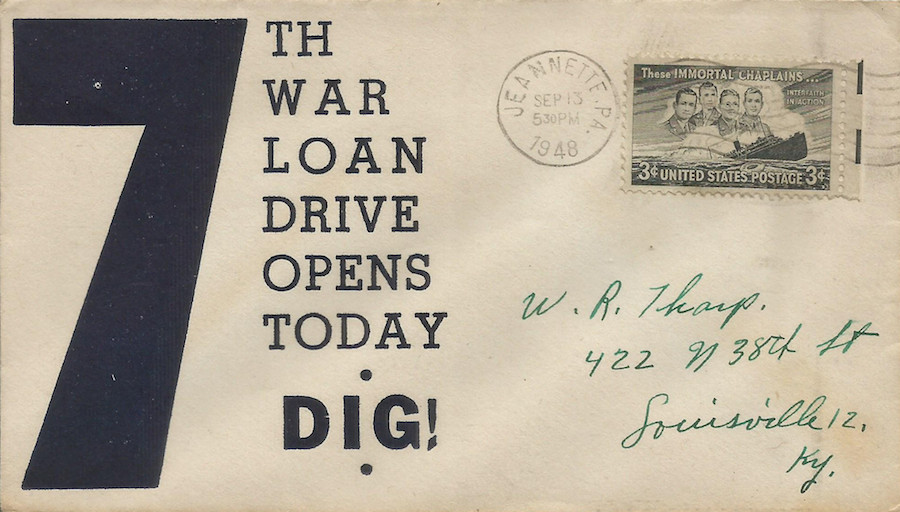 7
TH
WAR
LOAN
DRIVE
OPENS
TODAY
DIG!
JEANNETTE, PA.
SEP 13
5 30 PM
1948
These IMMORTAL CHAPLAINS...
INTERFAITH
IN ACTION
3¢ UNITED STATES POSTAGE 3¢
W. R. Tharp.
422 N 38th St
Louisville 12.
Ky.